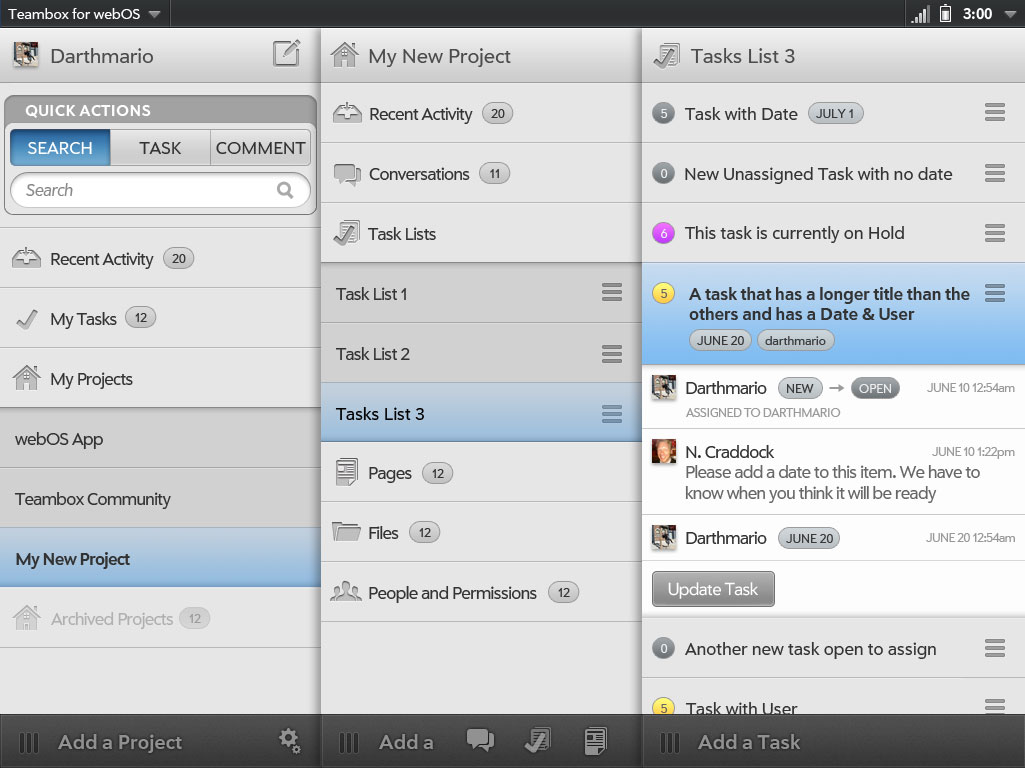 Teambox for webOS
3:00
Darthmario
QUICK ACTIONS
SEARCH TASK COMMENT
Search
Recent Activity 20
My Tasks 12
My Projects
webOS App
Teambox Community
My New Project
Archived Projects 12
Add a Project
My New Project
Recent Activity 20
Conversations 11
Task Lists
Task List 1
Task List 2
Tasks List 3
Pages 12
Files 12
People and Permissions 12
Add a
Tasks List 3
5 Task with Date JULY 1
0 New Unassigned Task with no date
6 This task is currently on Hold
5 A task that has a longer title than the
others and has a Date & User
JUNE 20 darthmario
Darthmario NEW → OPEN JUNE 10 12:54am
ASSIGNED TO DARTHMARIO
N. Craddock JUNE 10 1:22pm
Please add a date to this item. We have to
know when you think it will be ready
Darthmario JUNE 20 JUNE 20 12:54am
Update Task
0 Another new task open to assign
5 Task with User
Add a Task